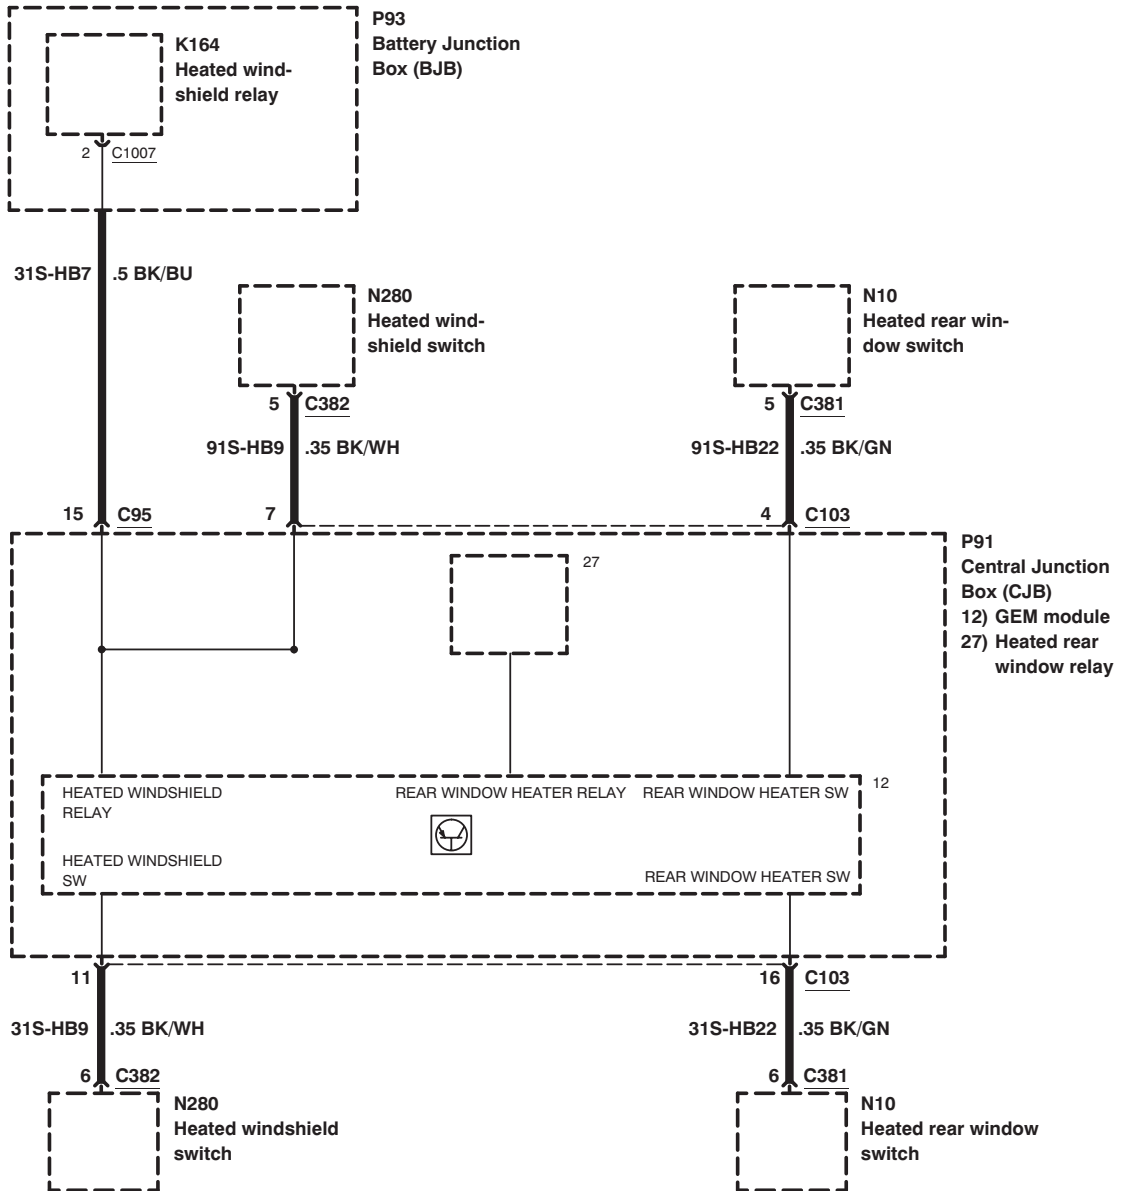 P93
Battery Junction
Box (BJB)
K164
Heated wind-
shield relay
2 C1007
31S-HB7 .5 BK/BU
N280
Heated wind-
shield switch
N10
Heated rear win-
dow switch
5 C382
5 C381
91S-HB9 .35 BK/WH
91S-HB22 .35 BK/GN
15 C95
7
4 C103
P91
Central Junction
Box (CJB)
12) GEM module
27) Heated rear
window relay
27
12
HEATED WINDSHIELD
RELAY
REAR WINDOW HEATER RELAY
REAR WINDOW HEATER SW
HEATED WINDSHIELD
SW
REAR WINDOW HEATER SW
11
16 C103
31S-HB9 .35 BK/WH
31S-HB22 .35 BK/GN
6 C382
6 C381
N280
Heated windshield
switch
N10
Heated rear window
switch